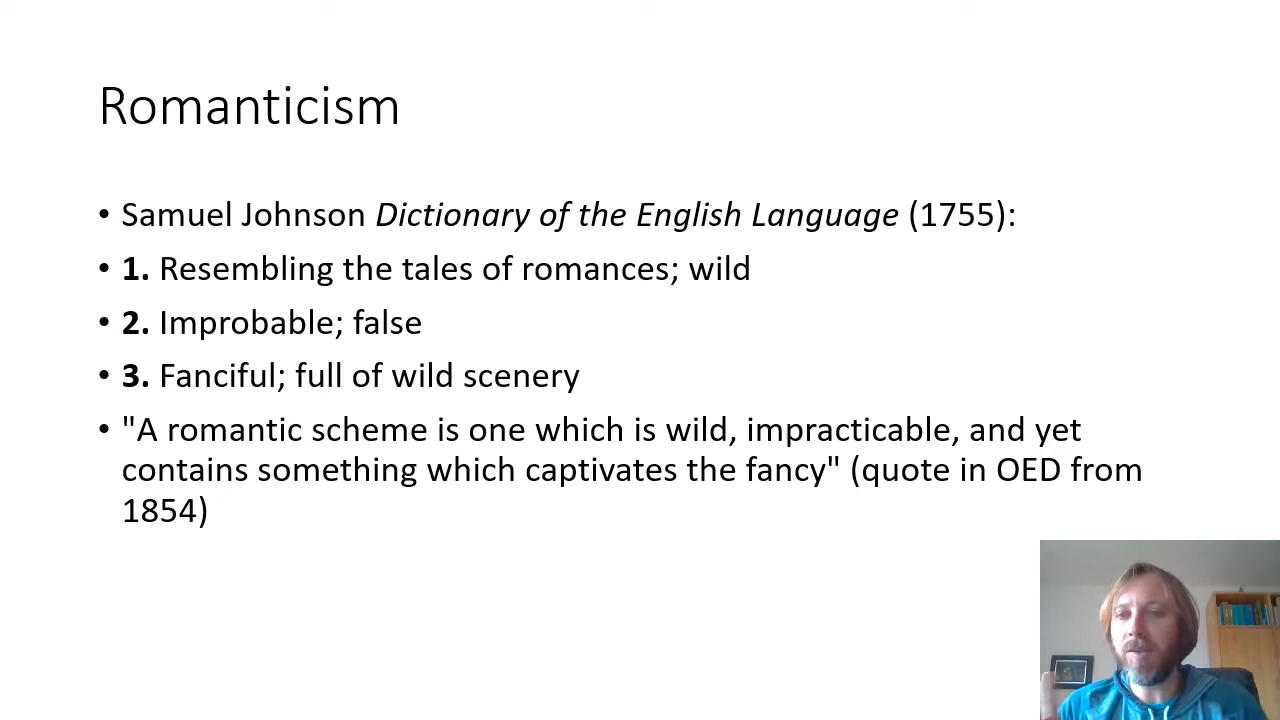 Romanticism
• Samuel Johnson Dictionary of the English Language (1755):
• 1. Resembling the tales of romances; wild
• 2. Improbable; false
• 3. Fanciful; full of wild scenery
• "A romantic scheme is one which is wild, impracticable, and yet
contains something which captivates the fancy" (quote in OED from
1854)